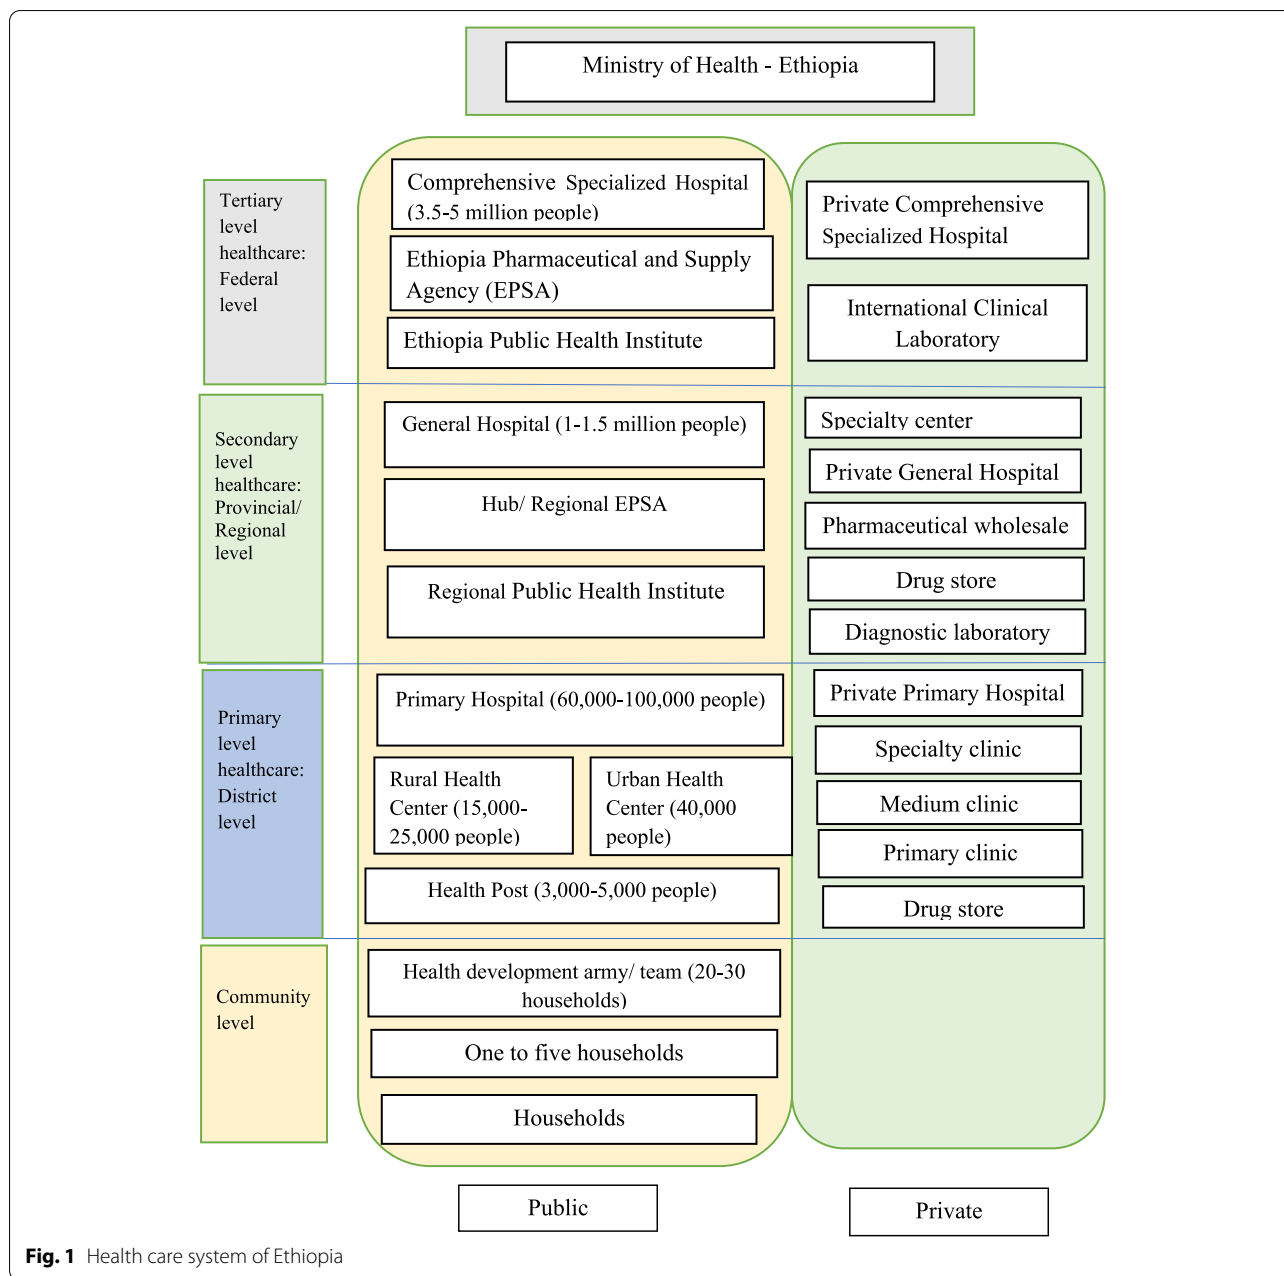 Ministry of Health - Ethiopia
Tertiary
level
healthcare:
Federal
level
Comprehensive Specialized Hospital
(3.5-5 million people)
Ethiopia Pharmaceutical and Supply
Agency (EPSA)
Ethiopia Public Health Institute
Private Comprehensive
Specialized Hospital
International Clinical
Laboratory
Secondary
level
healthcare:
Provincial/
Regional
level
General Hospital (1-1.5 million people)
Hub/ Regional EPSA
Regional Public Health Institute
Specialty center
Private General Hospital
Pharmaceutical wholesale
Drug store
Diagnostic laboratory
Primary
level
healthcare:
District
level
Primary Hospital (60,000-100,000 people)
Rural Health
Center (15,000-
25,000 people)
Urban Health
Center (40,000
people)
Health Post (3,000-5,000 people)
Private Primary Hospital
Specialty clinic
Medium clinic
Primary clinic
Drug store
Community
level
Health development army/ team (20-30
households)
One to five households
Households
Public
Private
Fig. 1 Health care system of Ethiopia